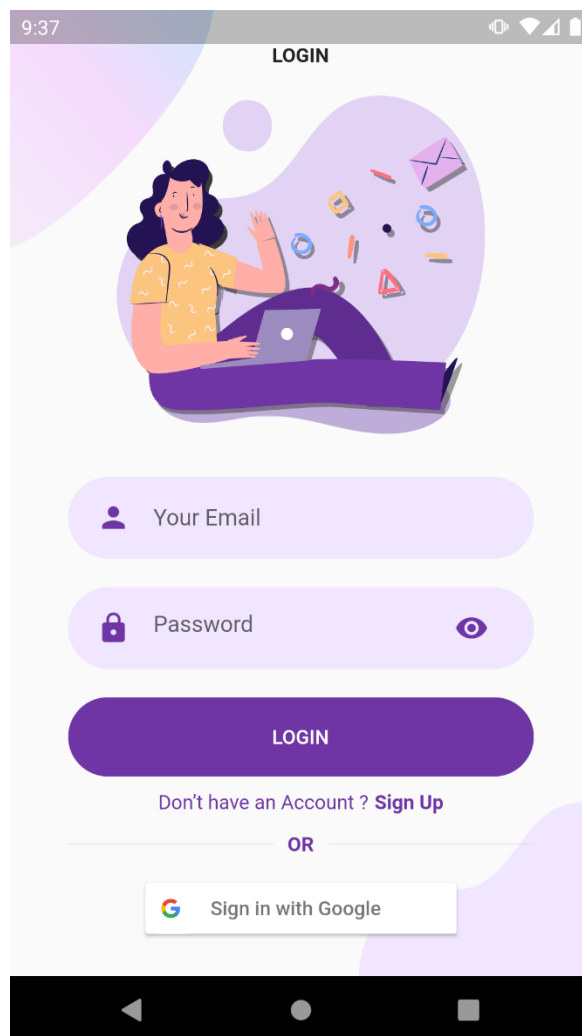 9:37
LOGIN
Your Email
Password
LOGIN
Don’t have an Account ? Sign Up
OR
Sign in with Google